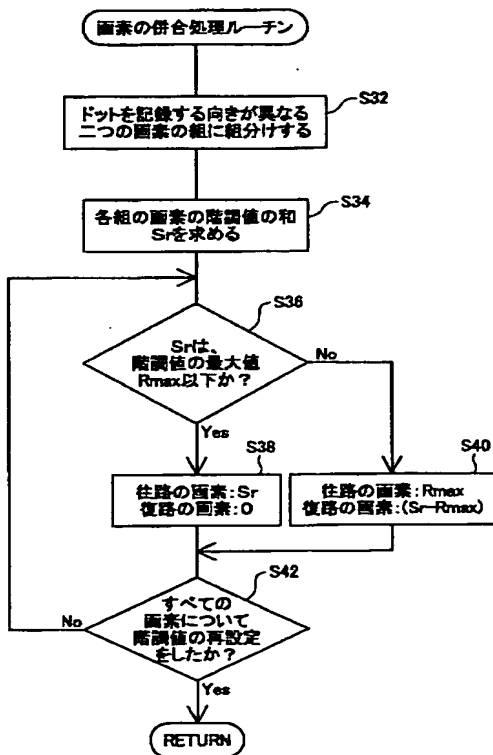 画素の併合処理ルーチン
S32
ドットを記録する向きが異なる
二つの画素の組に組分けする
S34
各組の画素の階調値の和
Srを求める
S36
Srは、
階調値の最大値
Rmax以下か？
No
Yes
S38
往路の画素：Sr
復路の画素：0
S40
往路の画素：Rmax
復路の画素：(Sr−Rmax)
S42
すべての
画素について
階調値の再設定
をしたか？
No
Yes
RETURN